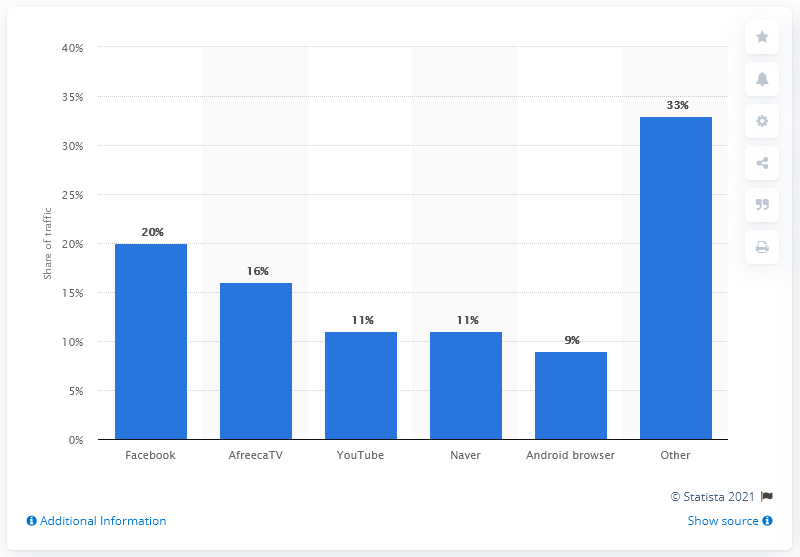 40%
35%
30%
25%
20%
15%
10%
5%
0%
Share of traffic
20%
16%
11%
11%
9%
33%
Facebook
AfreecaTV
YouTube
Naver
Android browser
Other
© Statista 2021
Additional Information
Show source